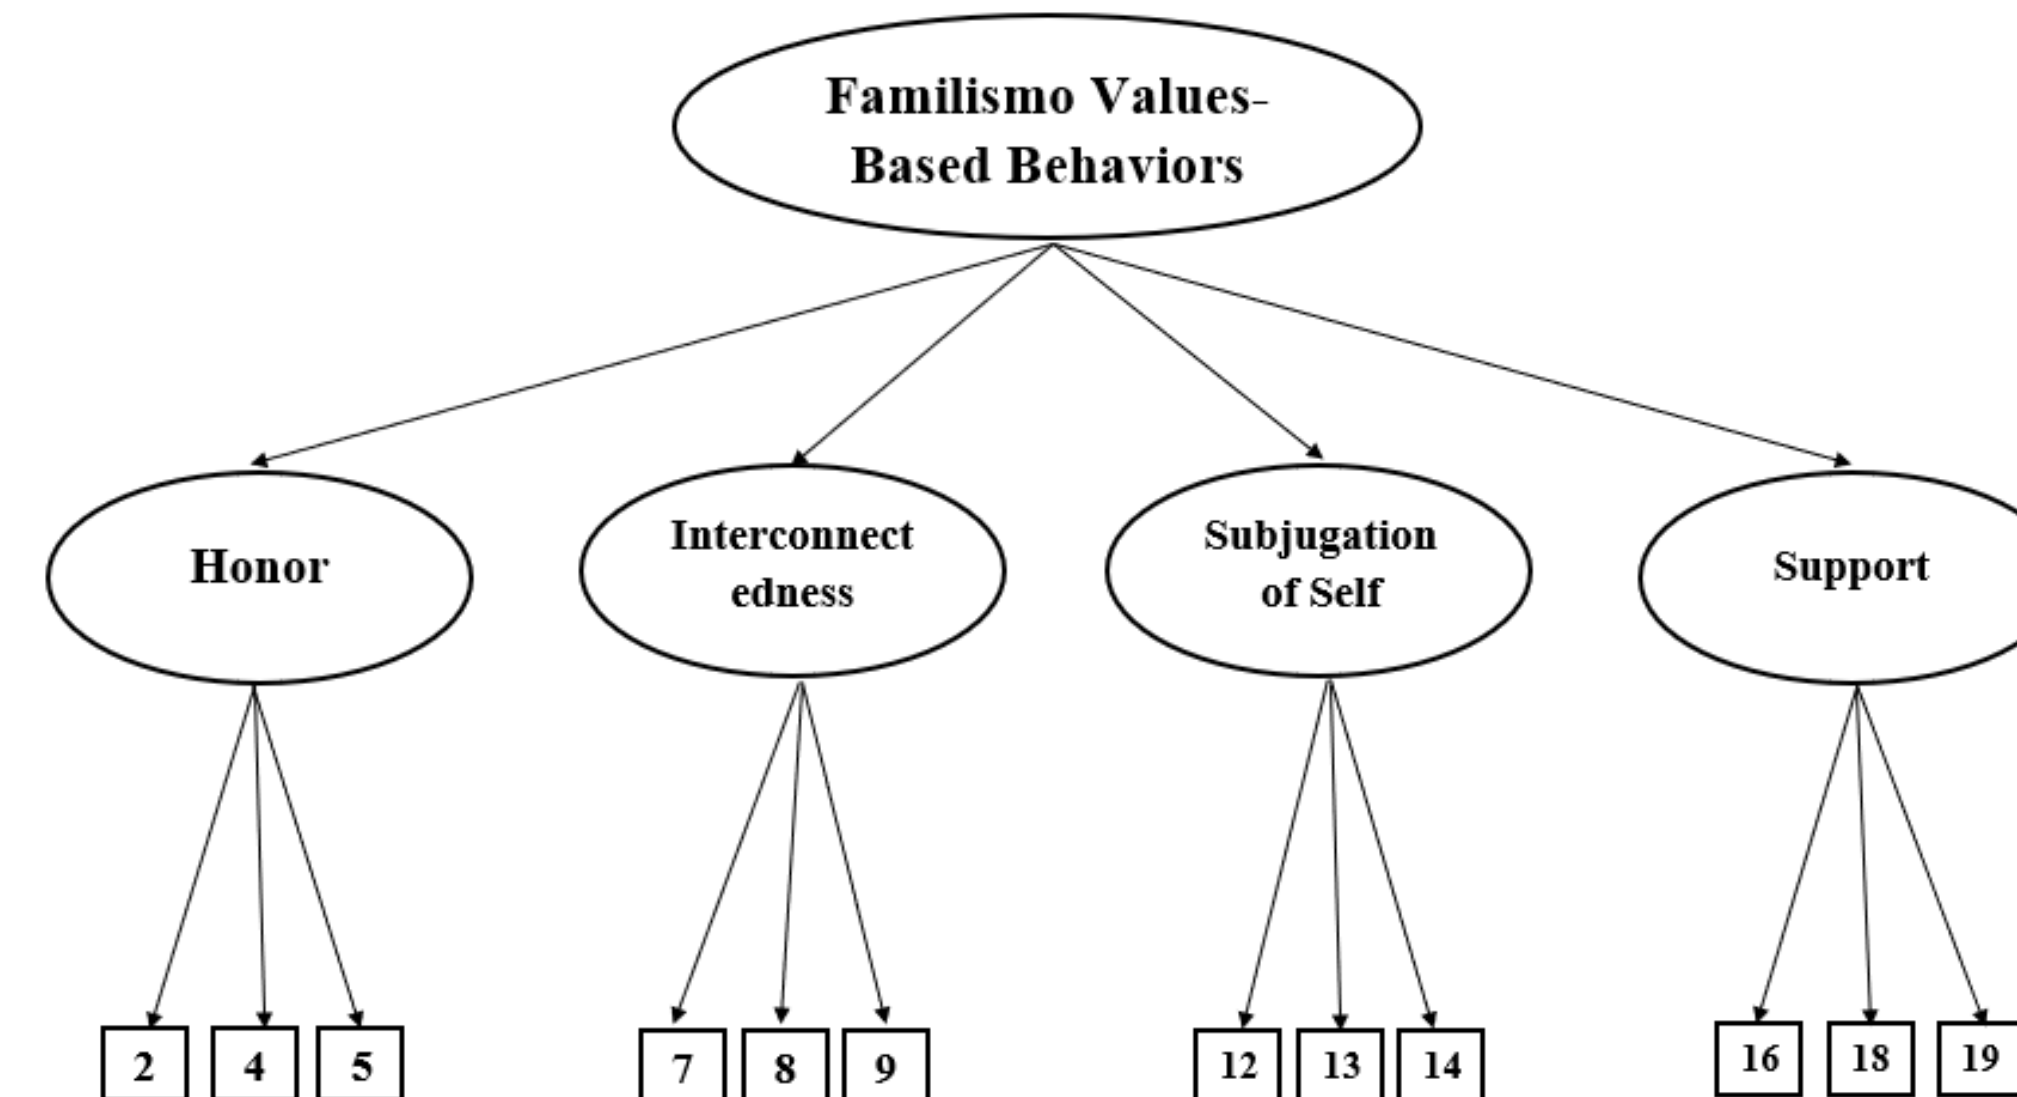 Familismo Values-
Based Behaviors
Honor
Interconnect
edness
Subjugation
of Self
Support
2 4 5 7 8 9 12 13 14 16 18 19